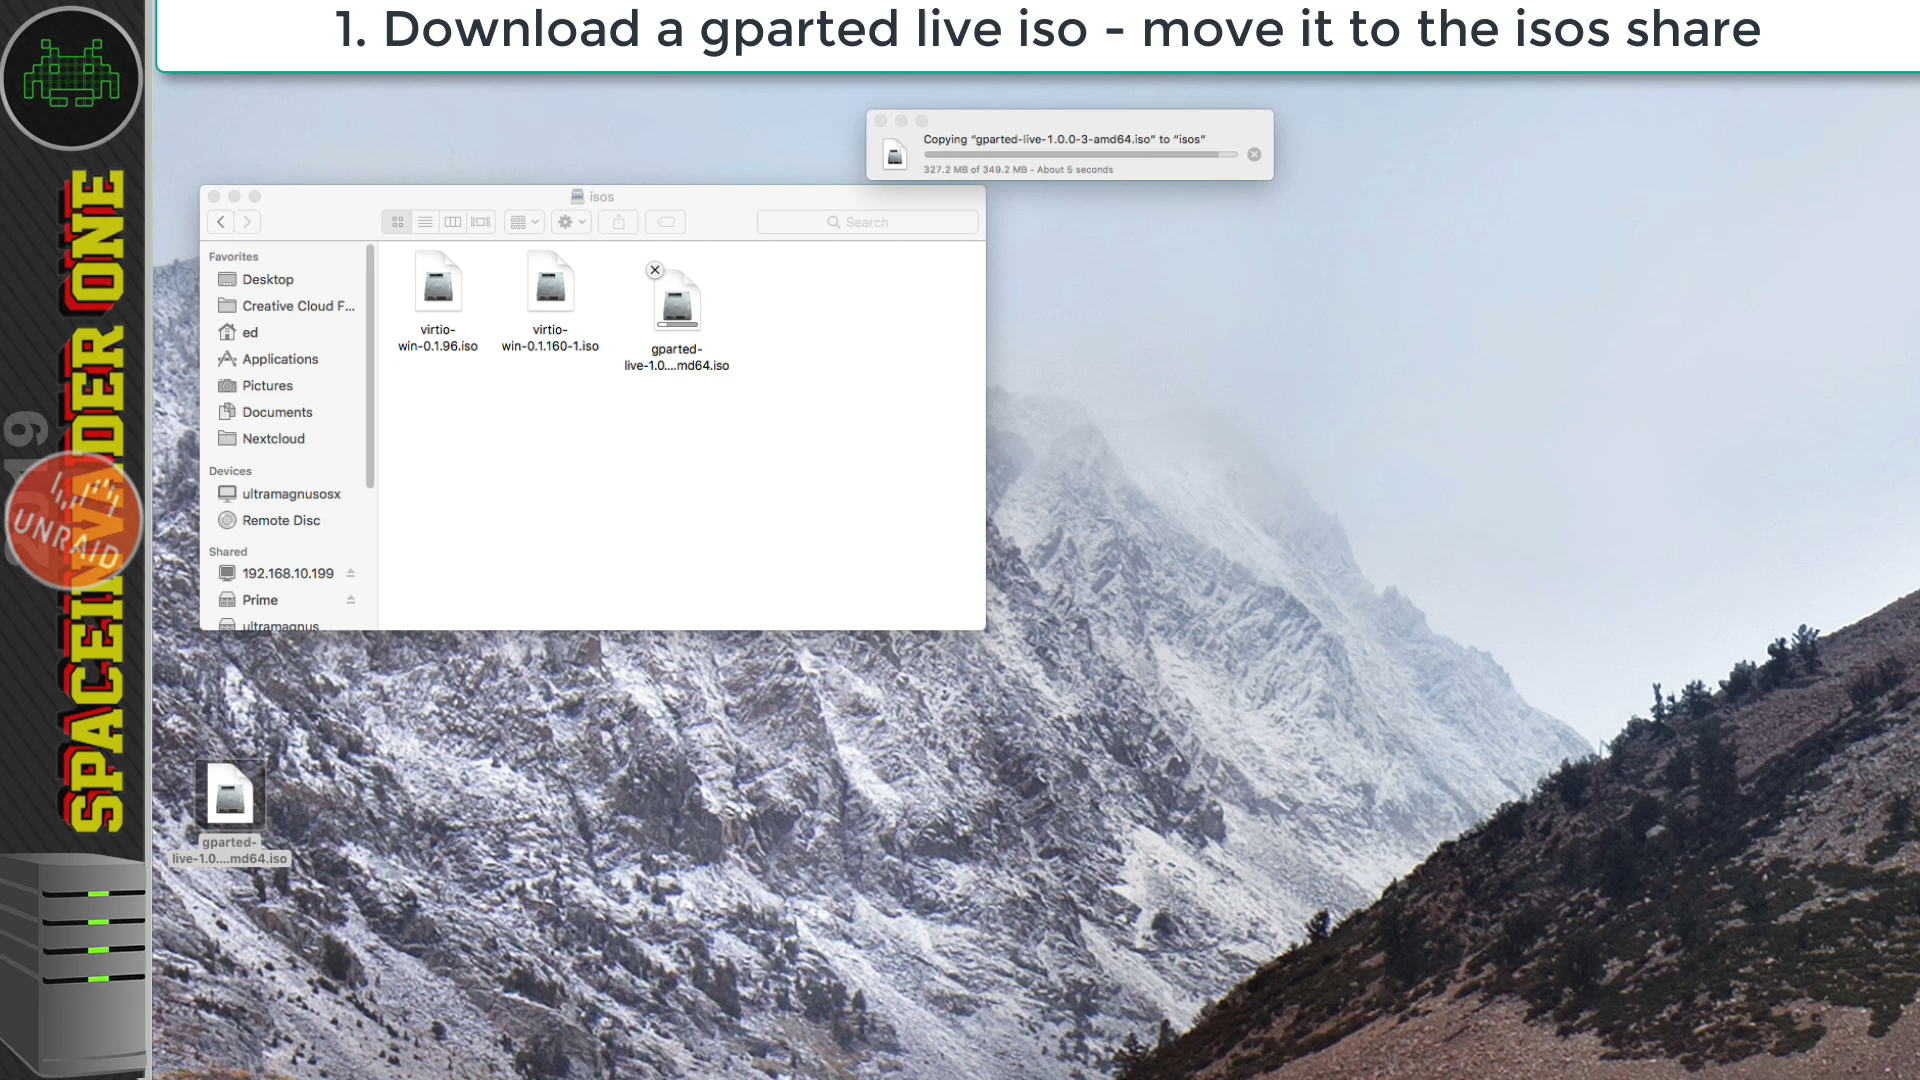 1. Download a gparted live iso - move it to the isos share
Copying “gparted-live-1.0.0-3-amd64.iso” to “isos”
327.2 MB of 349.2 MB - About 5 seconds
isos
Search
Favorites
Desktop
Creative Cloud F...
ed
Applications
Pictures
Documents
Nextcloud
Devices
ultramagnusosx
Remote Disc
Shared
192.168.10.199
Prime
ultramagnus
virtio-
win-0.1.96.iso
virtio-
win-0.1.160-1.iso
gparted-
live-1.0....md64.iso
gparted-
live-1.0....md64.iso
SPACEINVADER ONE
UNRAID